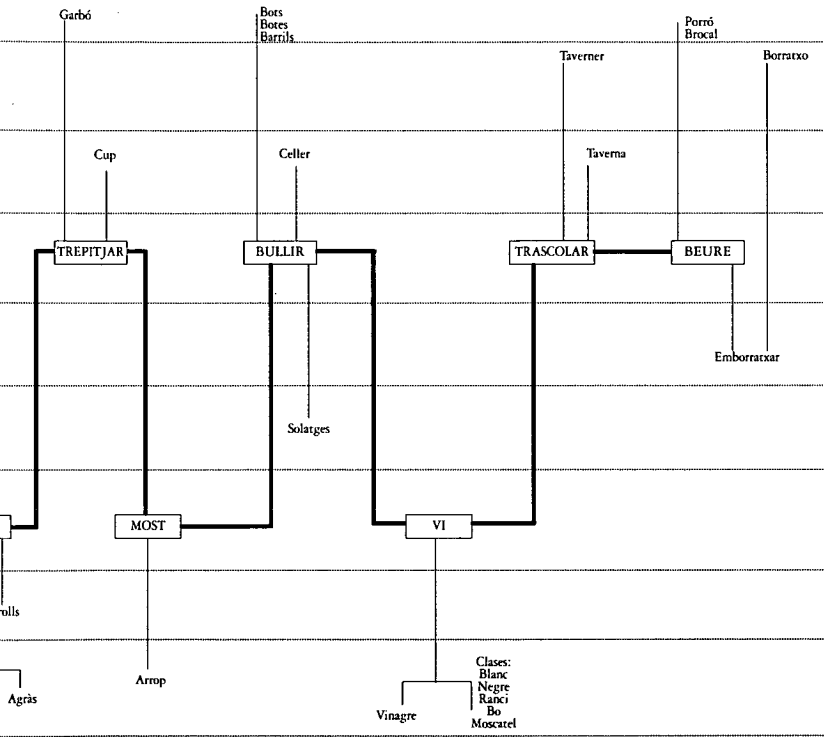 Garbó
Bots
Botes
Barrils
Porró
Brocal
Taverner
Borratxo
Cup
Celler
Taverna
TREPITJAR
BULLIR
TRASCOLAR
BEURE
Emborratxar
Solatges
MOST
VI
rolls
Agràs
Arrop
Vinagre
Clases:
Blanc
Negre
Ranci
Bo
Moscatel